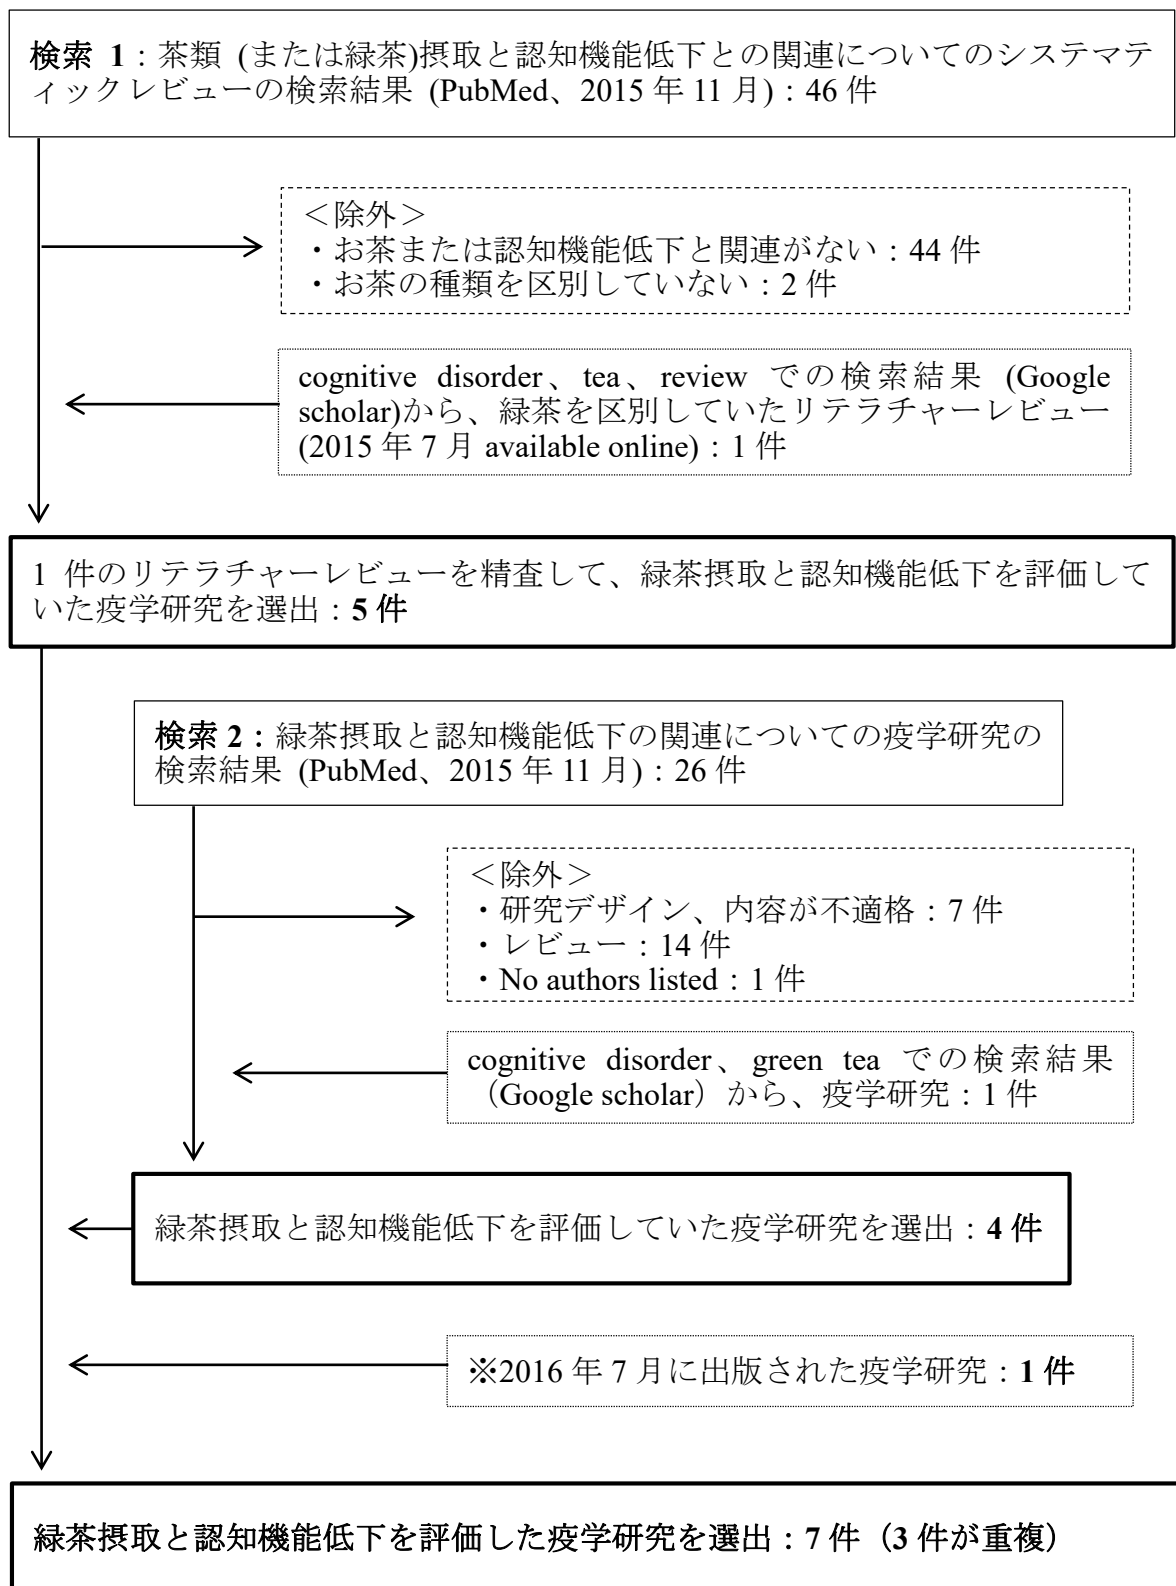 検索 1：茶類 (または緑茶)摂取と認知機能低下との関連についてのシステマテ
ィックレビューの検索結果 (PubMed、2015 年 11 月)：46 件
＜除外＞
・お茶または認知機能低下と関連がない：44 件
・お茶の種類を区別していない：2 件
cognitive disorder、tea、review での検索結果 (Google
scholar)から、緑茶を区別していたリテラチャーレビュー
(2015 年 7 月 available online)：1 件
1 件のリテラチャーレビューを精査して、緑茶摂取と認知機能低下を評価して
いた疫学研究を選出：5 件
検索 2：緑茶摂取と認知機能低下の関連についての疫学研究の
検索結果 (PubMed、2015 年 11 月)：26 件
＜除外＞
・研究デザイン、内容が不適格：7 件
・レビュー：14 件
・No authors listed：1 件
cognitive disorder、green tea での検索結果
（Google scholar）から、疫学研究：1 件
緑茶摂取と認知機能低下を評価していた疫学研究を選出：4 件
※2016 年 7 月に出版された疫学研究：1 件
緑茶摂取と認知機能低下を評価した疫学研究を選出：7 件（3 件が重複）